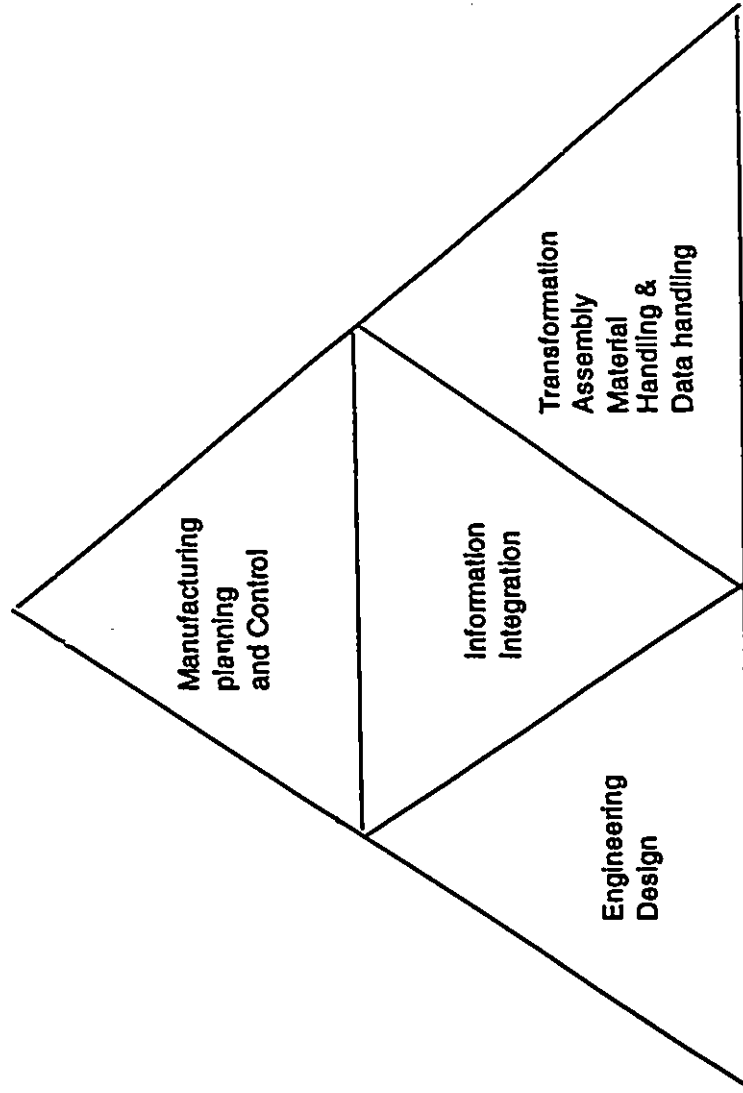 Manufacturing
planning
and Control
Information
Integration
Engineering
Design
Transformation
Assembly
Material
Handling &
Data handling